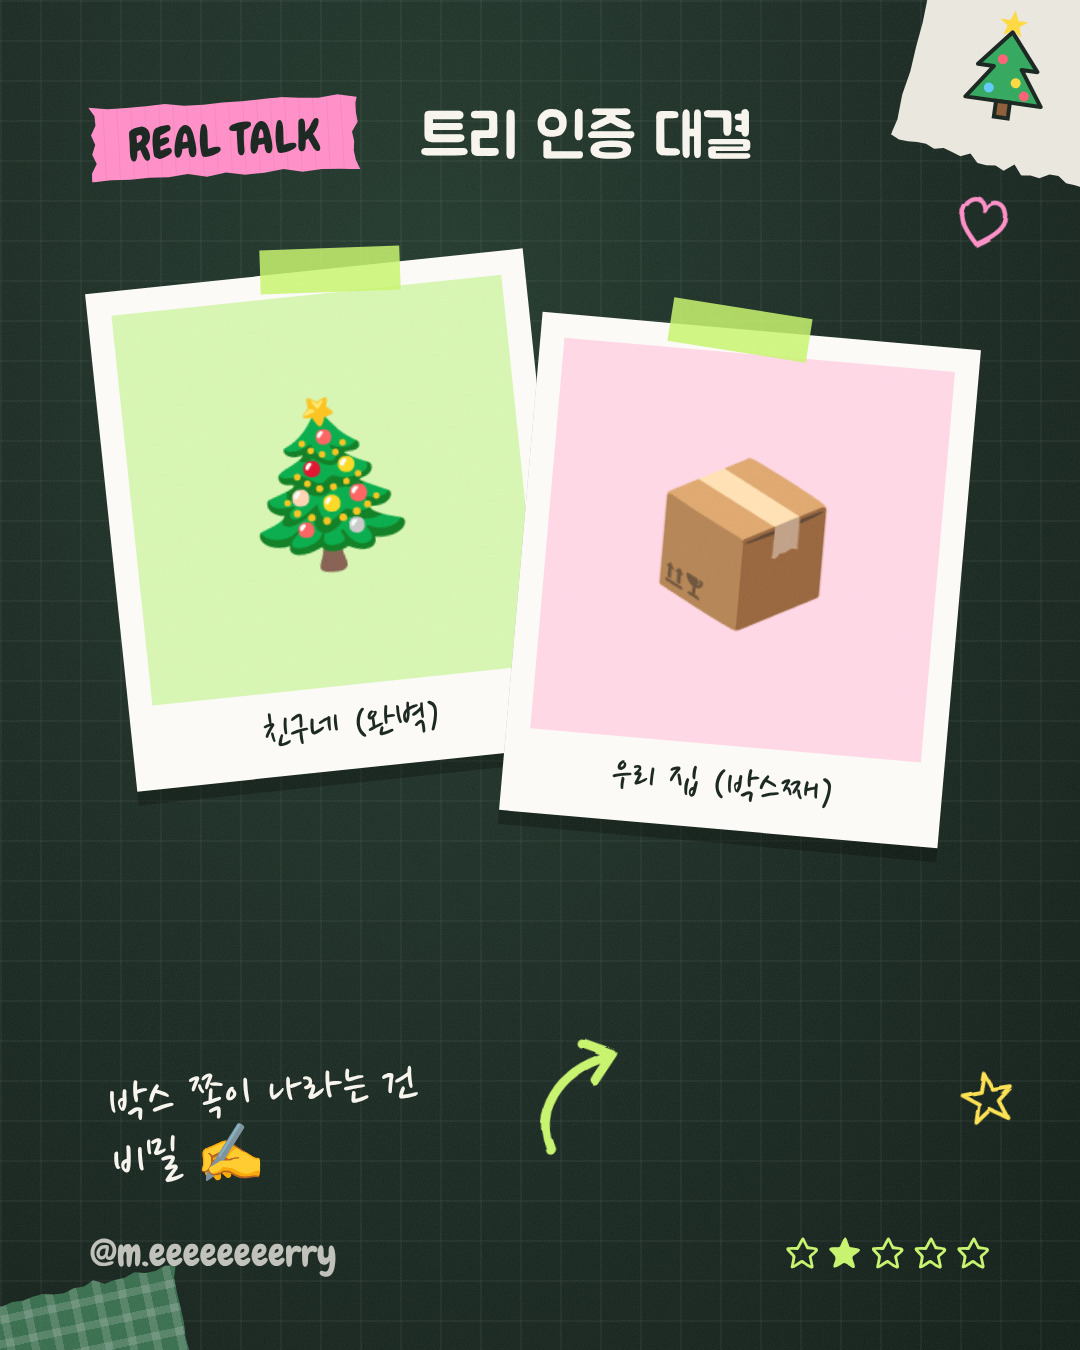 REAL TALK
트리 인증 대결
친구네 (완벽)
우리 집 (박스째)
박스 쪽이 나라는 건
비밀 ✍️
@m.eeeeeeeerry